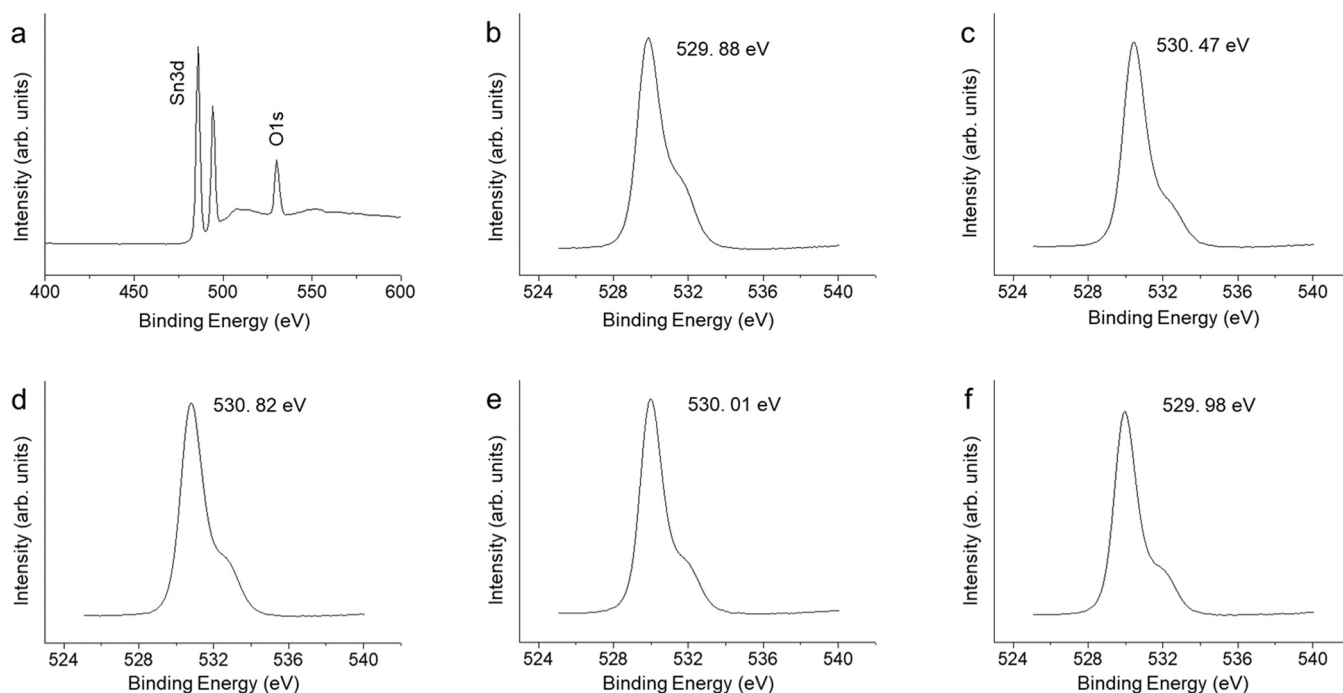 a
Intensity (arb. units)
Sn3d
O1s
400 450 500 550 600
Binding Energy (eV)
b
Intensity (arb. units)
529. 88 eV
524 528 532 536 540
Binding Energy (eV)
c
Intensity (arb. units)
530. 47 eV
524 528 532 536 540
Binding Energy (eV)
d
Intensity (arb. units)
530. 82 eV
524 528 532 536 540
Binding Energy (eV)
e
Intensity (arb. units)
530. 01 eV
524 528 532 536 540
Binding Energy (eV)
f
Intensity (arb. units)
529. 98 eV
524 528 532 536 540
Binding Energy (eV)